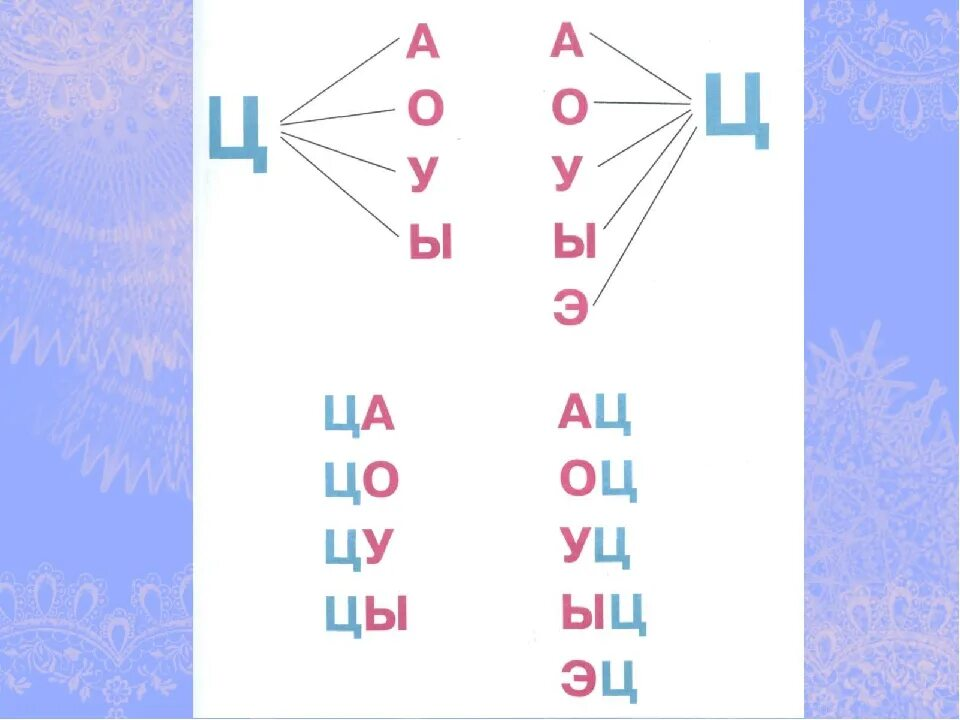 Ц А О У Ы
А О У Ы Э Ц
ЦА
ЦО
ЦУ
ЦЫ
АЦ
ОЦ
УЦ
ЫЦ
ЭЦ